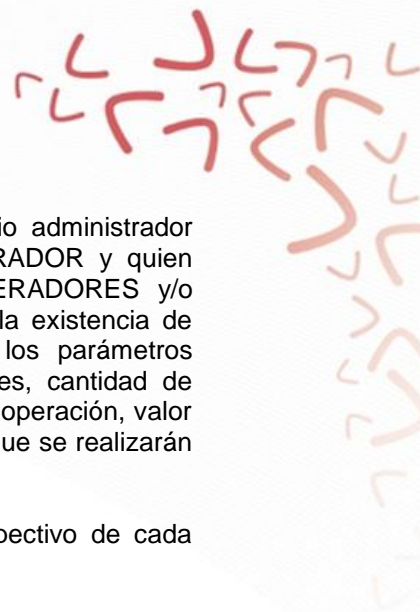 io administrador
RADOR y quien
ERADORES y/o
la existencia de
los parámetros
es, cantidad de
operación, valor
ue se realizarán
pectivo de cada